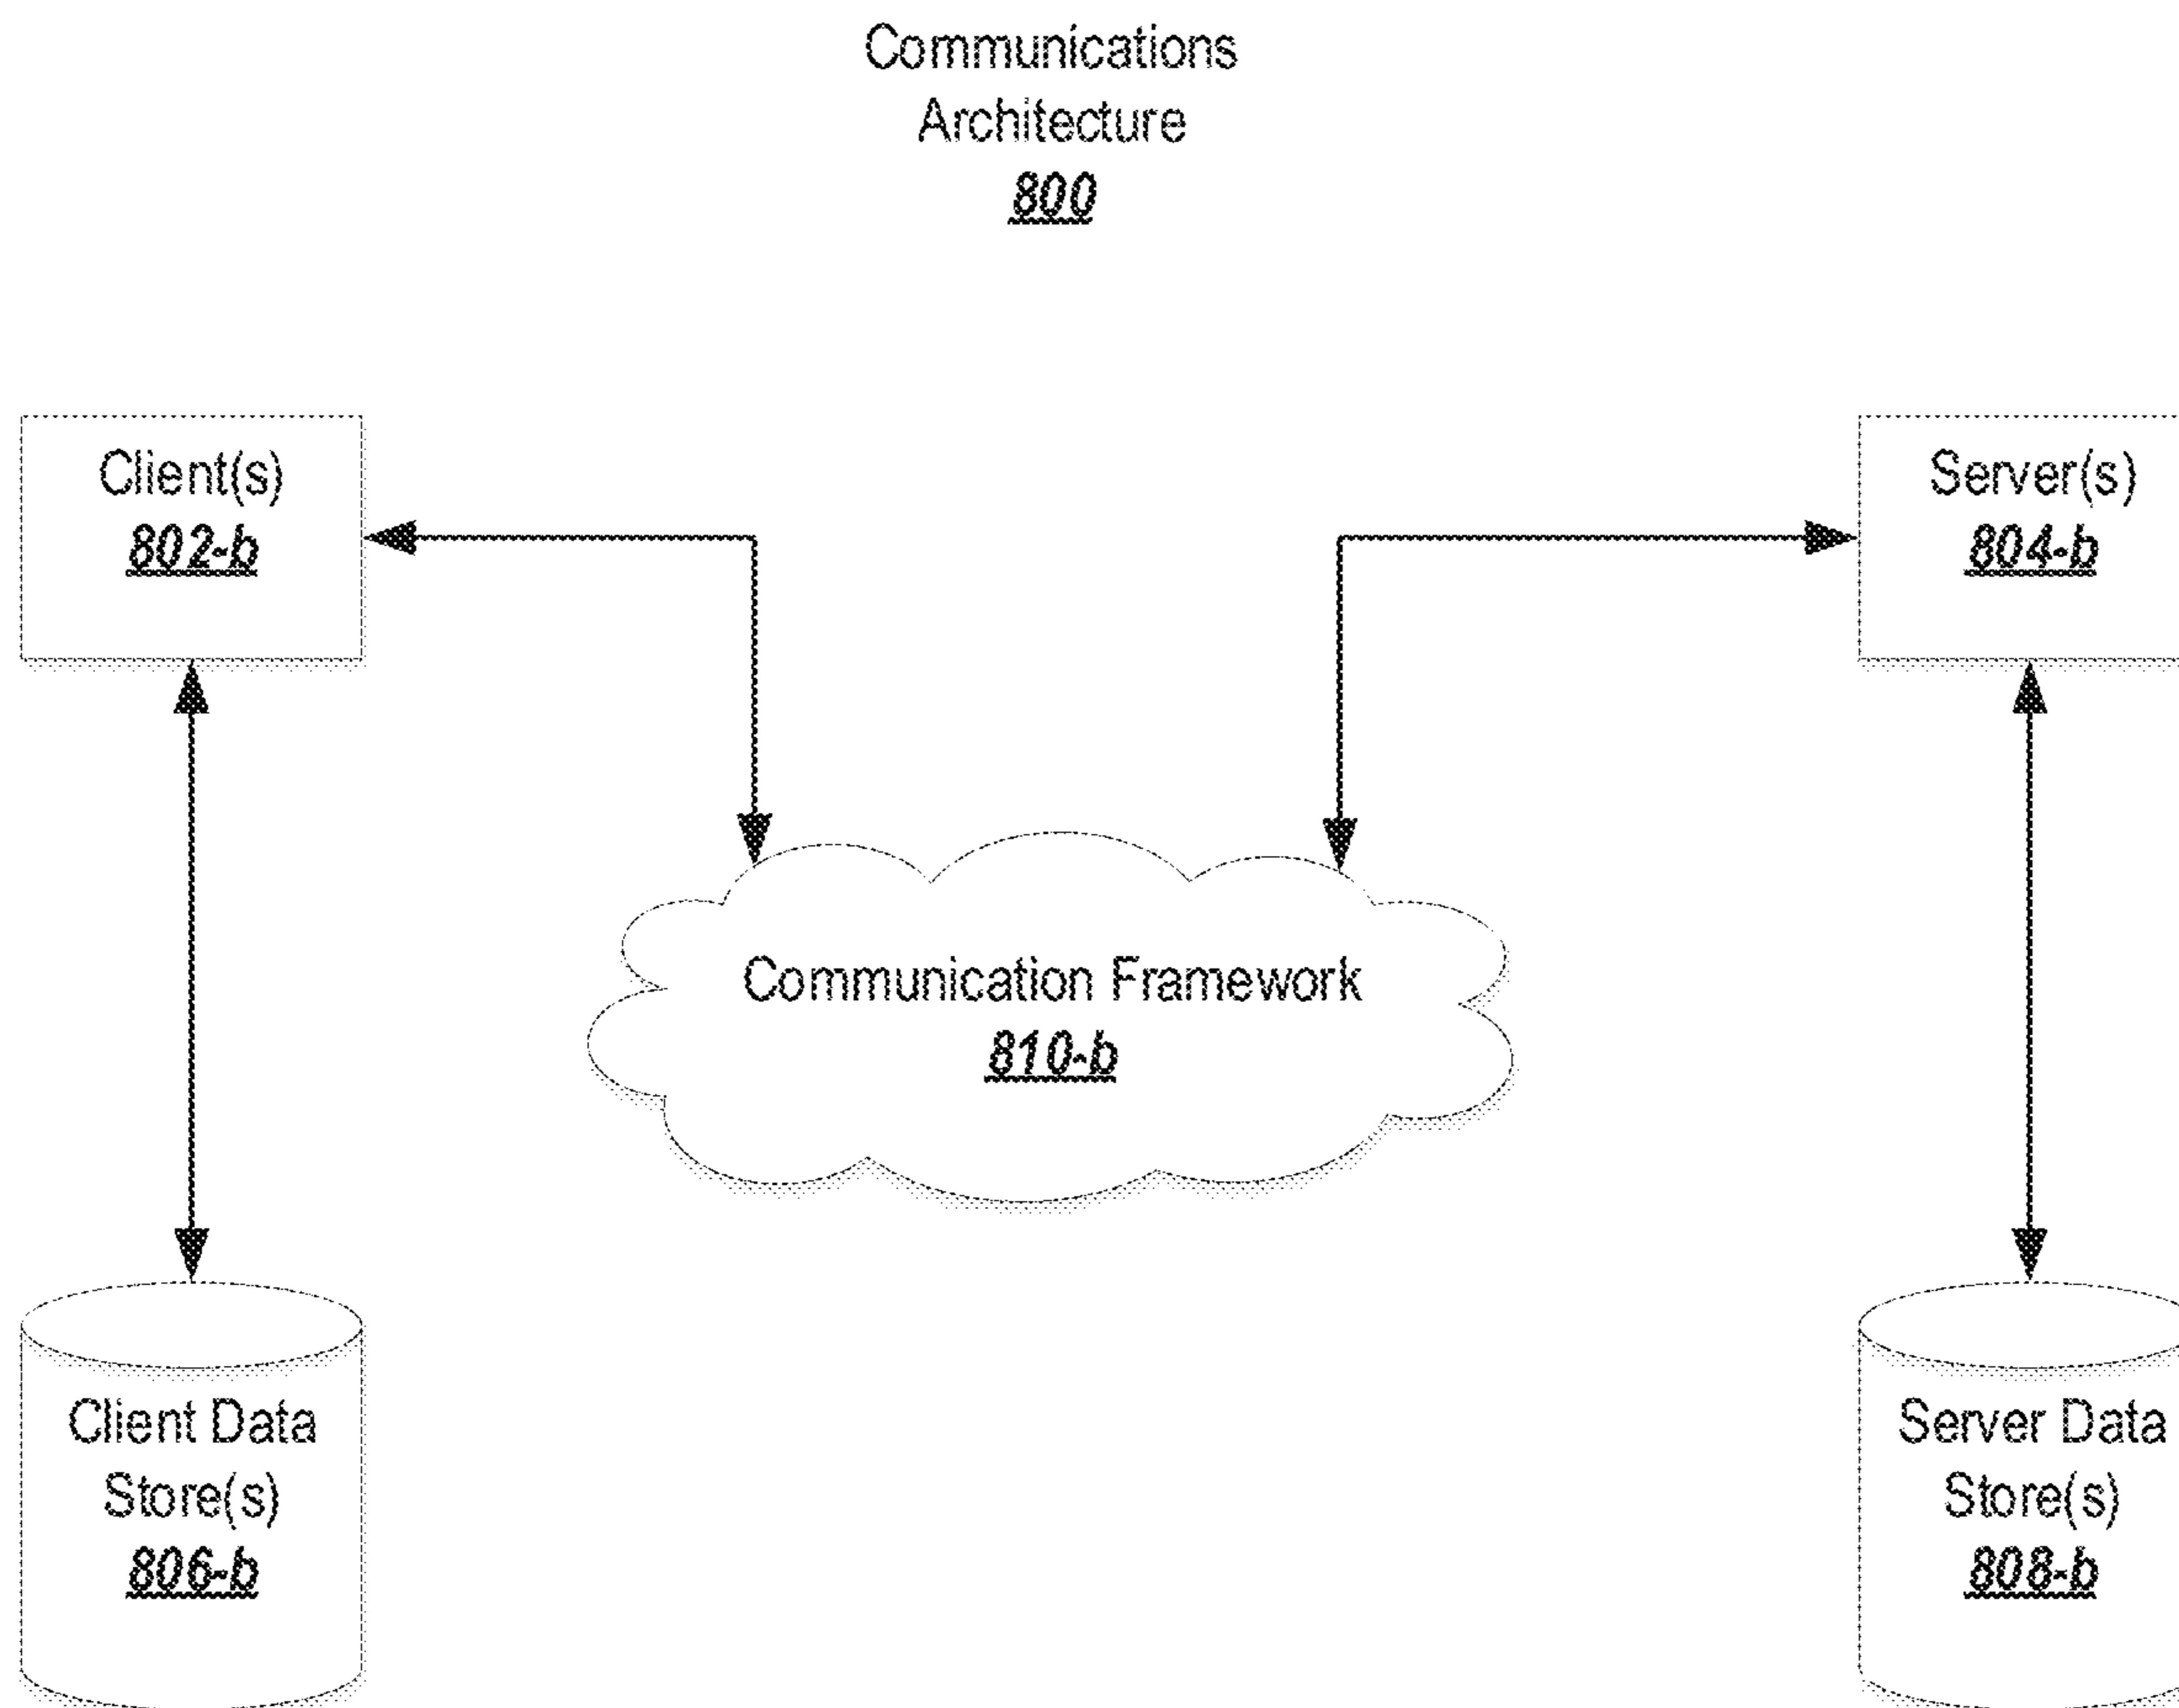 Communications
Architecture
800
Client(s)
802-b
Server(s)
804-b
Communication Framework
810-b
Client Data
Store(s)
806-b
Server Data
Store(s)
808-b